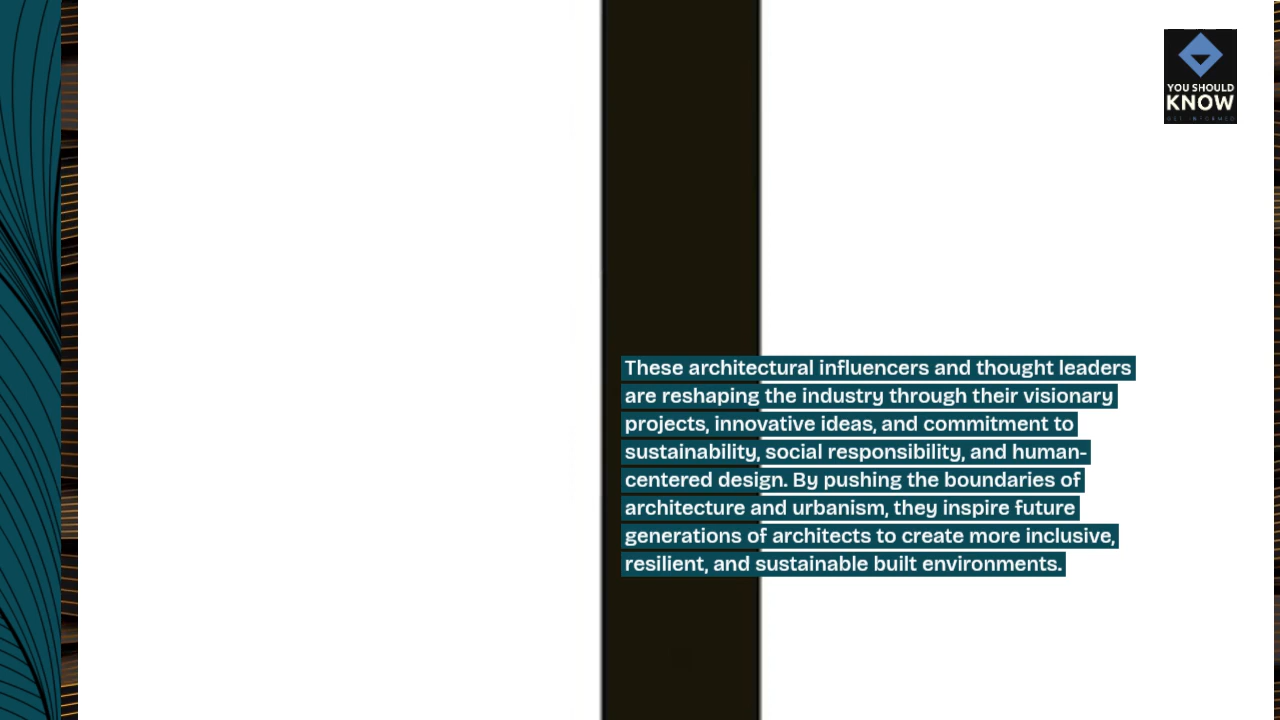 YOU SHOULD
KNOW
GET INFORMED
These architectural influencers and thought leaders
are reshaping the industry through their visionary
projects, innovative ideas, and commitment to
sustainability, social responsibility, and human-
centered design. By pushing the boundaries of
architecture and urbanism, they inspire future
generations of architects to create more inclusive,
resilient, and sustainable built environments.